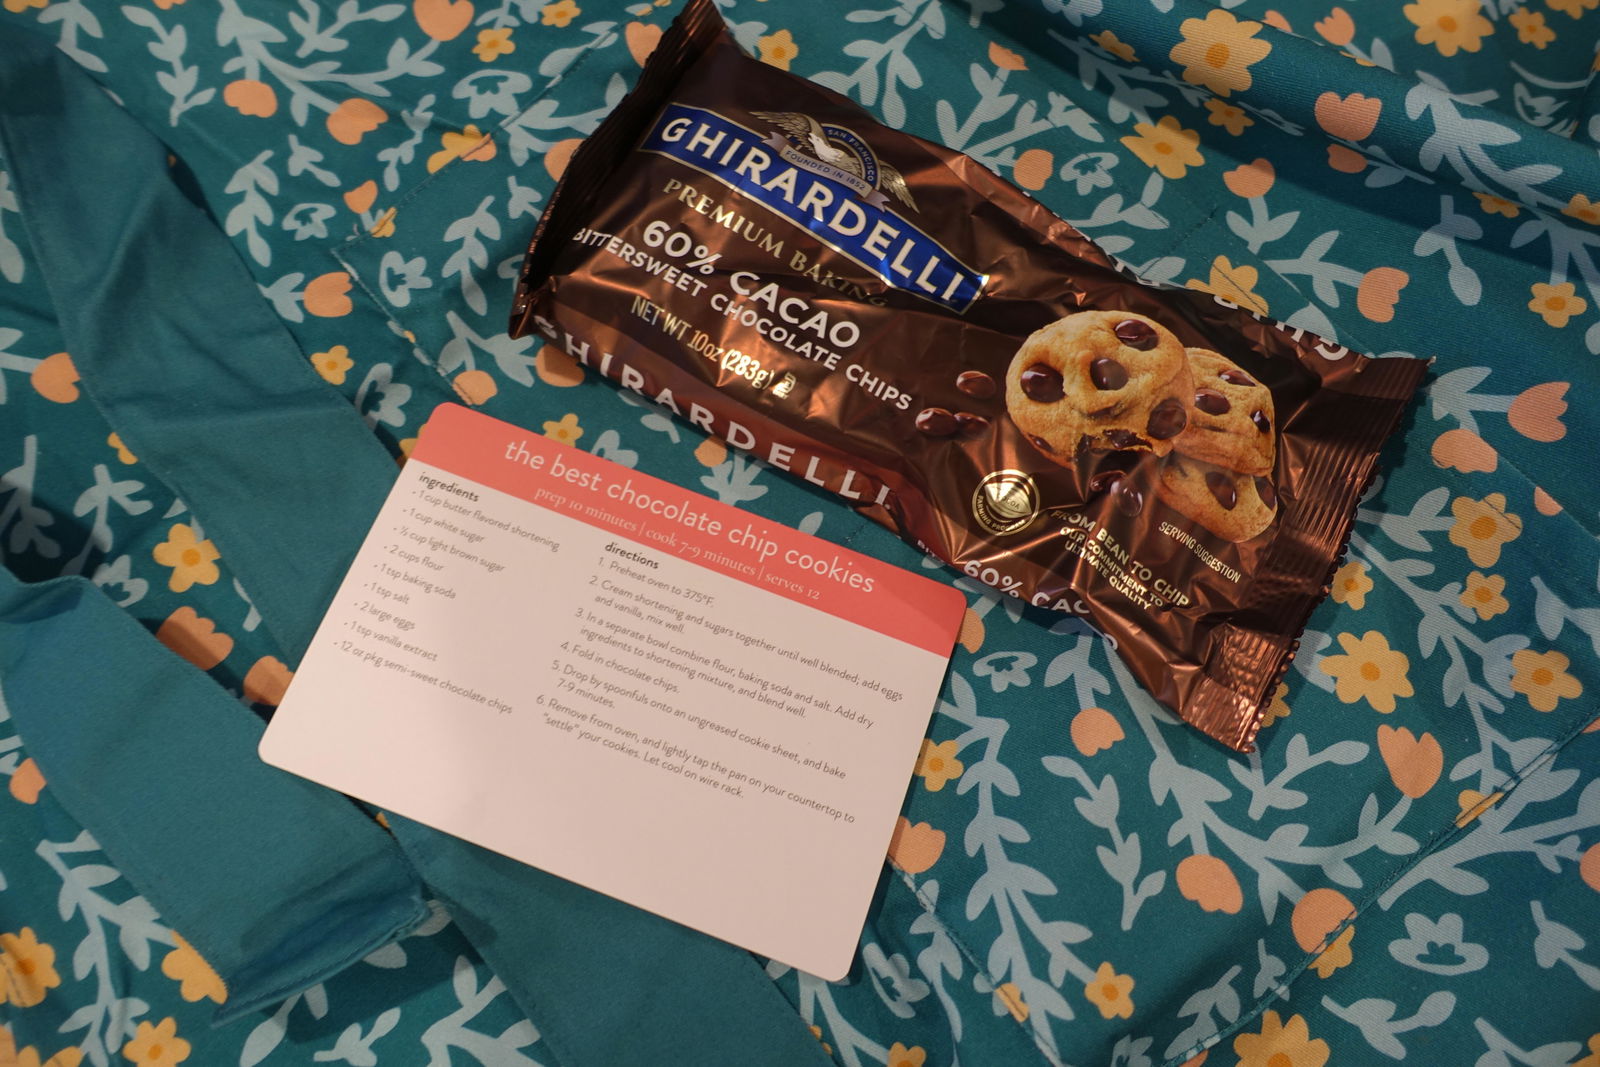 SAN FRANCISCO
FOUNDED IN 1852
GHIRARDELLI
PREMIUM BAKING
60% CACAO
BITTERSWEET CHOCOLATE CHIPS
NET WT 10oz (283g)
GHIRARDELLI
FROM BEAN TO CHIP
OUR COMMITMENT TO
ULTIMATE QUALITY
SERVING SUGGESTION
60% CACAO
the best chocolate chip cookies
prep 10 minutes | cook 7-9 minutes | serves 12
ingredients
• 1 cup butter flavored shortening
• 1 cup white sugar
• ½ cup light brown sugar
• 2 cups flour
• 1 tsp baking soda
• 1 tsp salt
• 2 large eggs
• 1 tsp vanilla extract
• 12 oz pkg semi-sweet chocolate chips
directions
1. Preheat oven to 375°F.
2. Cream shortening and sugars together until well blended; add eggs
and vanilla, mix well.
3. In a separate bowl combine flour, baking soda and salt. Add dry
ingredients to shortening mixture, and blend well.
4. Fold in chocolate chips.
5. Drop by spoonfuls onto an ungreased cookie sheet, and bake
7-9 minutes.
6. Remove from oven, and lightly tap the pan on your countertop to
"settle" your cookies. Let cool on wire rack.